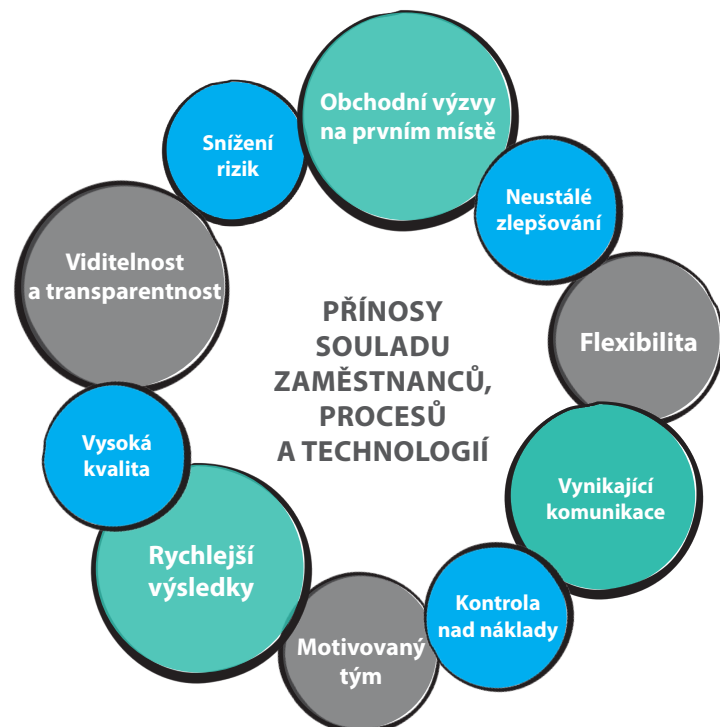 Obchodní výzvy
na prvním místě
Snížení
rizik
Neustálé
zlepšování
Viditelnost
a transparentnost
PŘÍNOSY
SOULADU
ZAMĚSTNANCŮ,
PROCESŮ
A TECHNOLOGIÍ
Flexibilita
Vysoká
kvalita
Vynikající
komunikace
Rychlejší
výsledky
Kontrola
nad náklady
Motivovaný
tým